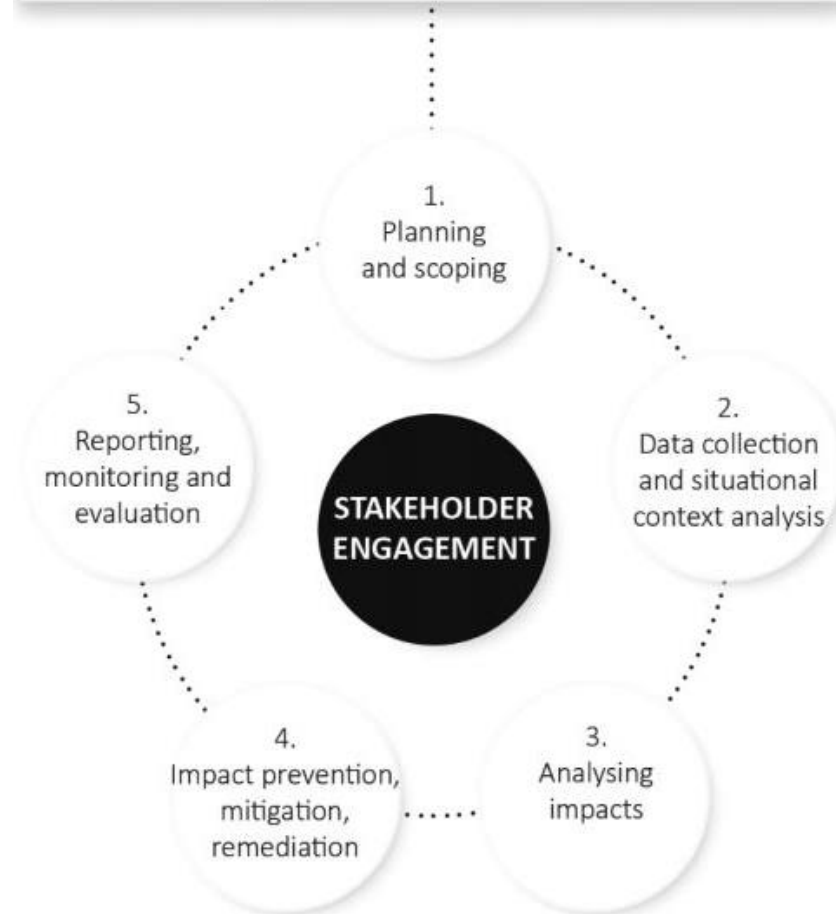 1.
Planning
and scoping
2.
Data collection
and situational
context analysis
3.
Analysing
impacts
4.
Impact prevention,
mitigation,
remediation
5.
Reporting,
monitoring and
evaluation
STAKEHOLDER
ENGAGEMENT